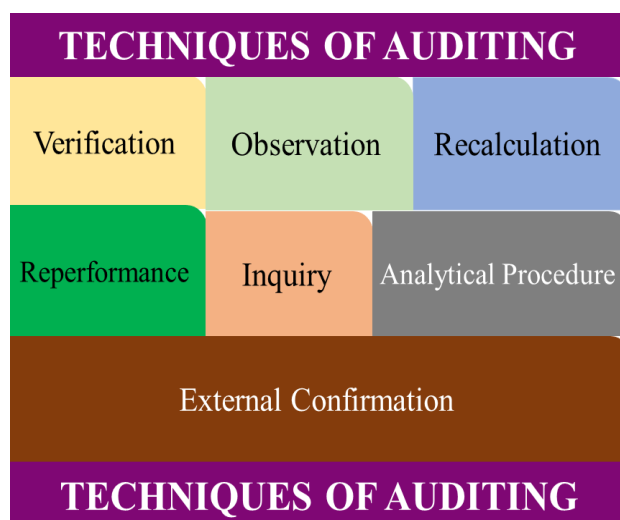 TECHNIQUES OF AUDITING
Verification
Observation
Recalculation
Reperformance
Inquiry
Analytical Procedure
External Confirmation
TECHNIQUES OF AUDITING